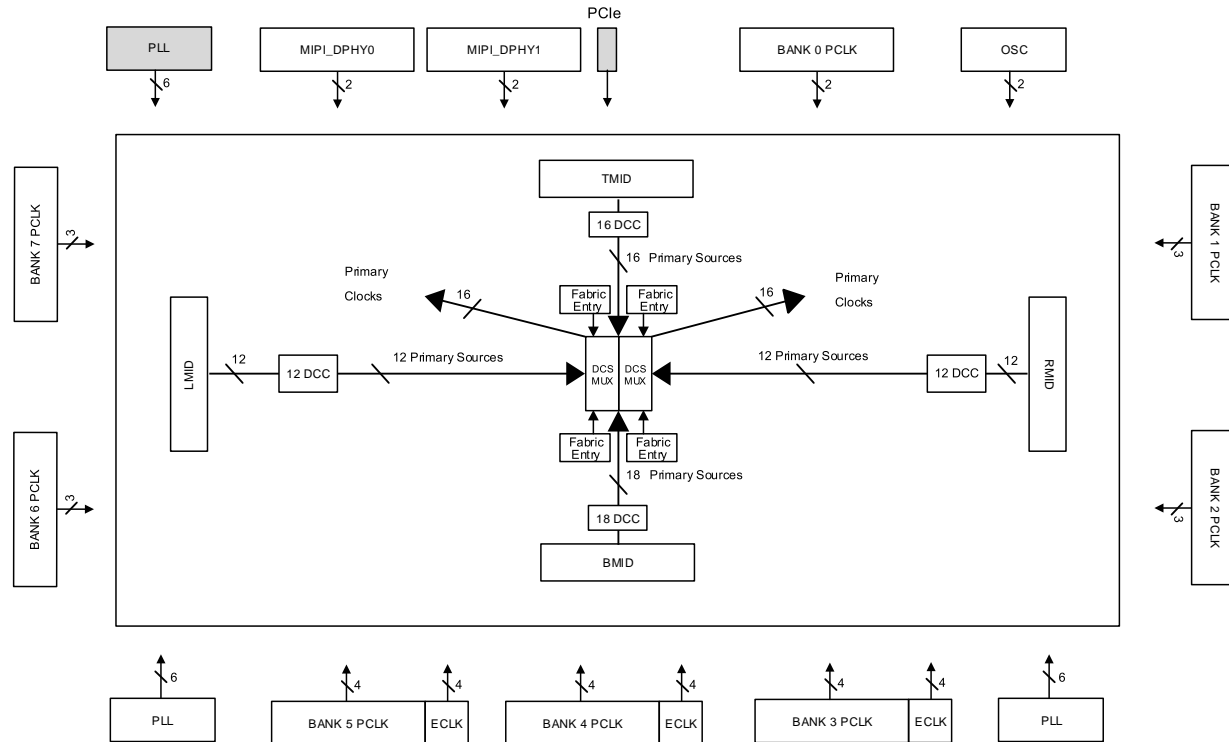 PCIe
PLL
MIPI_DPHY0
MIPI_DPHY1
BANK 0 PCLK
OSC
6
2
2
2
2
TMID
BANK 7 PCLK
3
BANK 1 PCLK
3
16 DCC
16 Primary Sources
Primary
Clocks
16
Fabric
Entry
Fabric
Entry
16
Primary
Clocks
LMID
12
12 DCC
12 Primary Sources
DCS
MUX
DCS
MUX
12 Primary Sources
12 DCC
12
RMID
Fabric
Entry
Fabric
Entry
18 Primary Sources
BANK 6 PCLK
3
BANK 2 PCLK
3
18 DCC
BMID
6
4
4
4
4
4
4
6
PLL
BANK 5 PCLK
ECLK
BANK 4 PCLK
ECLK
BANK 3 PCLK
ECLK
PLL